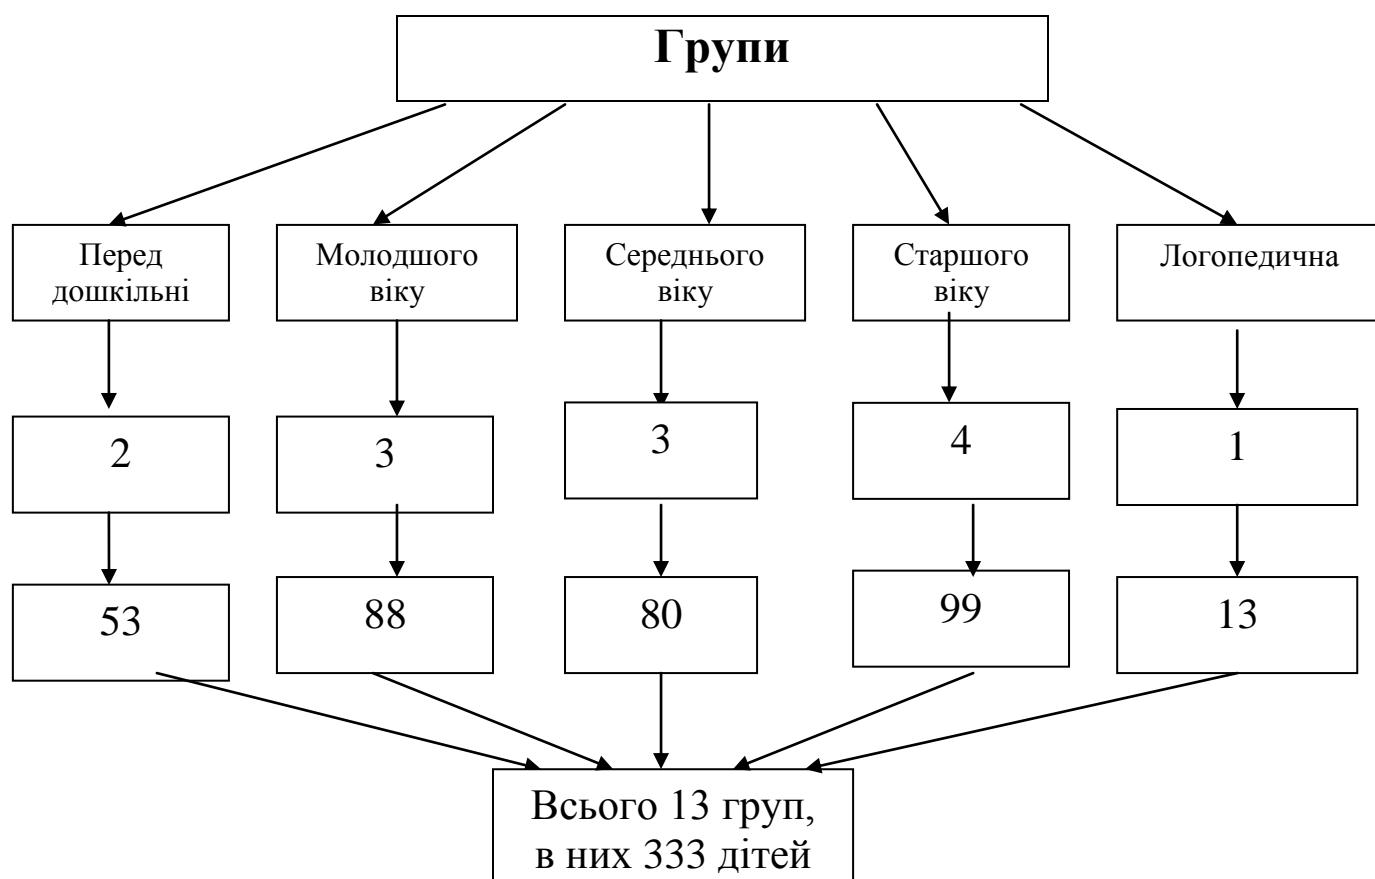 Групи
Перед
дошкільні
Молодшого
віку
Середнього
віку
Старшого
віку
Логопедична
2
3
3
4
1
53
88
80
99
13
Всього 13 груп,
в них 333 дітей